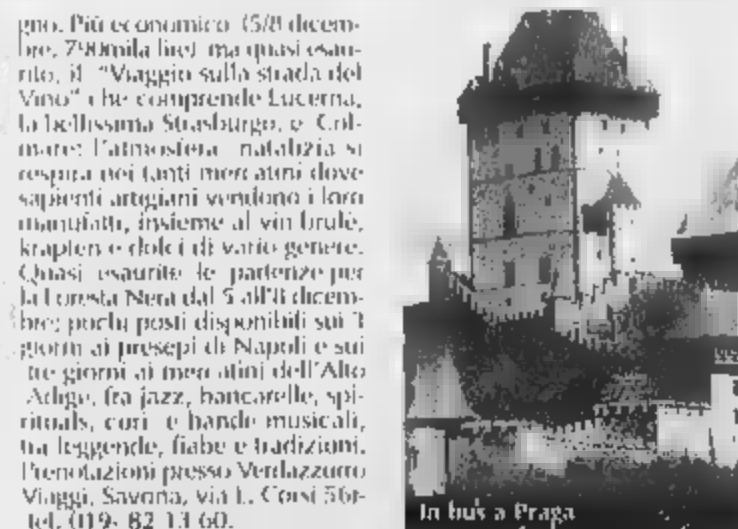 gno. Più economico (5/8 dicem-
bre, 790mila lire) ma quasi esau-
rito, il "Viaggio sulla strada del
Vino" che comprende Lucerna,
la bellissima Strasburgo, e Col-
mare: l'atmosfera natalizia si
respira nei tanti mercatini dove
sapienti artigiani vendono i loro
manufatti, insieme al vin brulè,
krapfen e dolci di vario genere.
Quasi esaurite le partenze per
la Foresta Nera dal 5 all'8 dicem-
bre; pochi posti disponibili sui 3
giorni ai presepi di Napoli e sui
tre giorni ai mercatini dell'Alto
Adige, fra jazz, bancarelle, spi-
rituals, cori e bande musicali,
tra leggende, fiabe e tradizioni.
Prenotazioni presso Verdazzurro
Viaggi, Savona, via L. Corsi 56r-
tel. 019- 82 13 60.
In bus a Praga